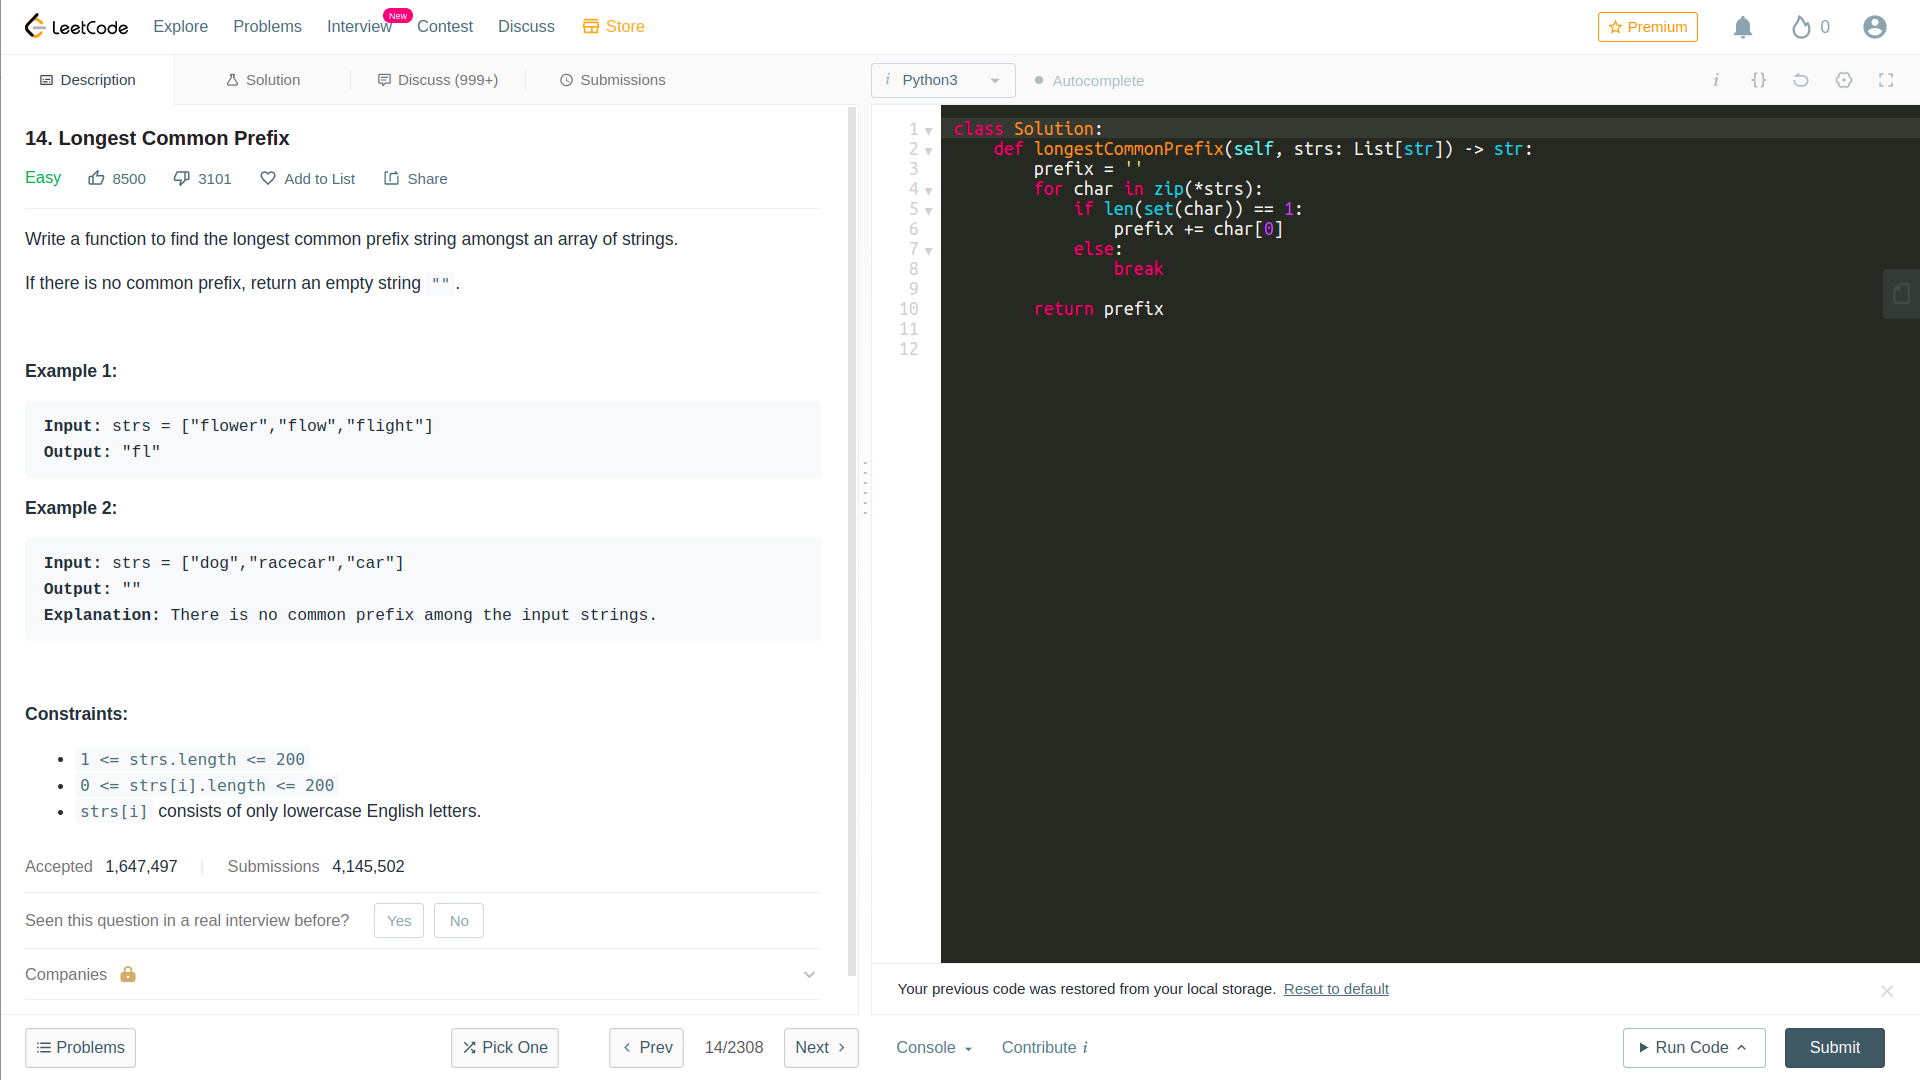 LeetCode Explore Problems Interview New Contest Discuss Store Premium 0
Description Solution Discuss (999+) Submissions
i Python3 Autocomplete i {}
14. Longest Common Prefix
Easy 8500 3101 Add to List Share
Write a function to find the longest common prefix string amongst an array of strings.
If there is no common prefix, return an empty string "".
Example 1:
Input: strs = ["flower","flow","flight"]
Output: "fl"
Example 2:
Input: strs = ["dog","racecar","car"]
Output: ""
Explanation: There is no common prefix among the input strings.
Constraints:
• 1 <= strs.length <= 200
• 0 <= strs[i].length <= 200
• strs[i] consists of only lowercase English letters.
Accepted 1,647,497 Submissions 4,145,502
Seen this question in a real interview before? Yes No
Companies
Problems Pick One < Prev 14/2308 Next >
1 class Solution:
2     def longestCommonPrefix(self, strs: List[str]) -> str:
3         prefix = ''
4         for char in zip(*strs):
5             if len(set(char)) == 1:
6                 prefix += char[0]
7             else:
8                 break
9
10         return prefix
11
12
Your previous code was restored from your local storage. Reset to default
Console Contribute i Run Code Submit